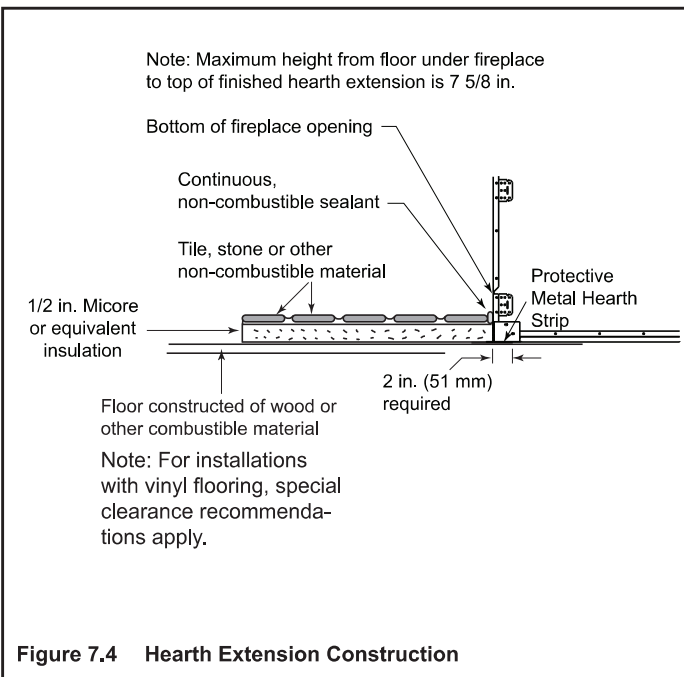 Note: Maximum height from floor under fireplace
to top of finished hearth extension is 7 5/8 in.
Bottom of fireplace opening
Continuous,
non-combustible sealant
Tile, stone or other
non-combustible material
Protective
Metal Hearth
Strip
1/2 in. Micore
or equivalent
insulation
2 in. (51 mm)
required
Floor constructed of wood or
other combustible material
Note: For installations
with vinyl flooring, special
clearance recommenda-
tions apply.
Figure 7.4 Hearth Extension Construction